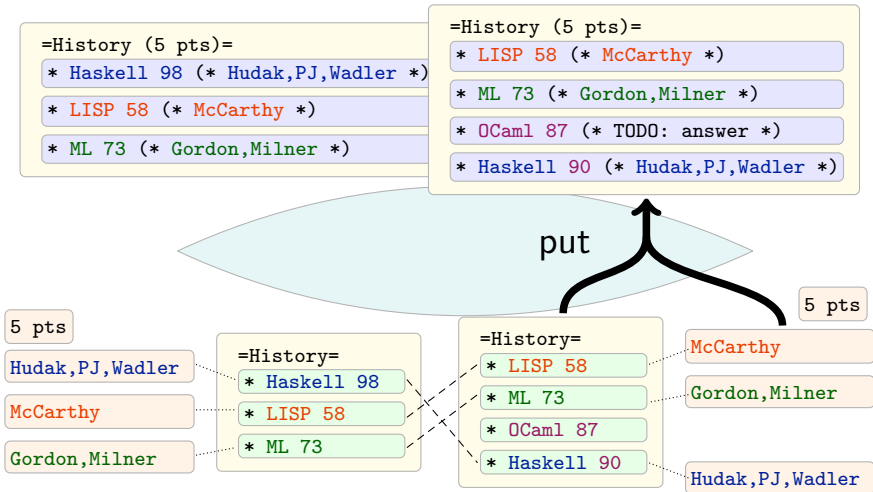 =History (5 pts)=
* Haskell 98 (* Hudak,PJ,Wadler *)
* LISP 58 (* McCarthy *)
* ML 73 (* Gordon,Milner *)
=History (5 pts)=
* LISP 58 (* McCarthy *)
* ML 73 (* Gordon,Milner *)
* OCaml 87 (* TODO: answer *)
* Haskell 90 (* Hudak,PJ,Wadler *)
put
5 pts
Hudak,PJ,Wadler
McCarthy
Gordon,Milner
=History=
* Haskell 98
* LISP 58
* ML 73
=History=
* LISP 58
* ML 73
* OCaml 87
* Haskell 90
5 pts
McCarthy
Gordon,Milner
Hudak,PJ,Wadler